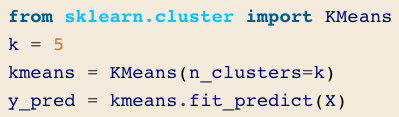 from sklearn.cluster import KMeans
k = 5
kmeans = KMeans(n_clusters=k)
y_pred = kmeans.fit_predict(X)